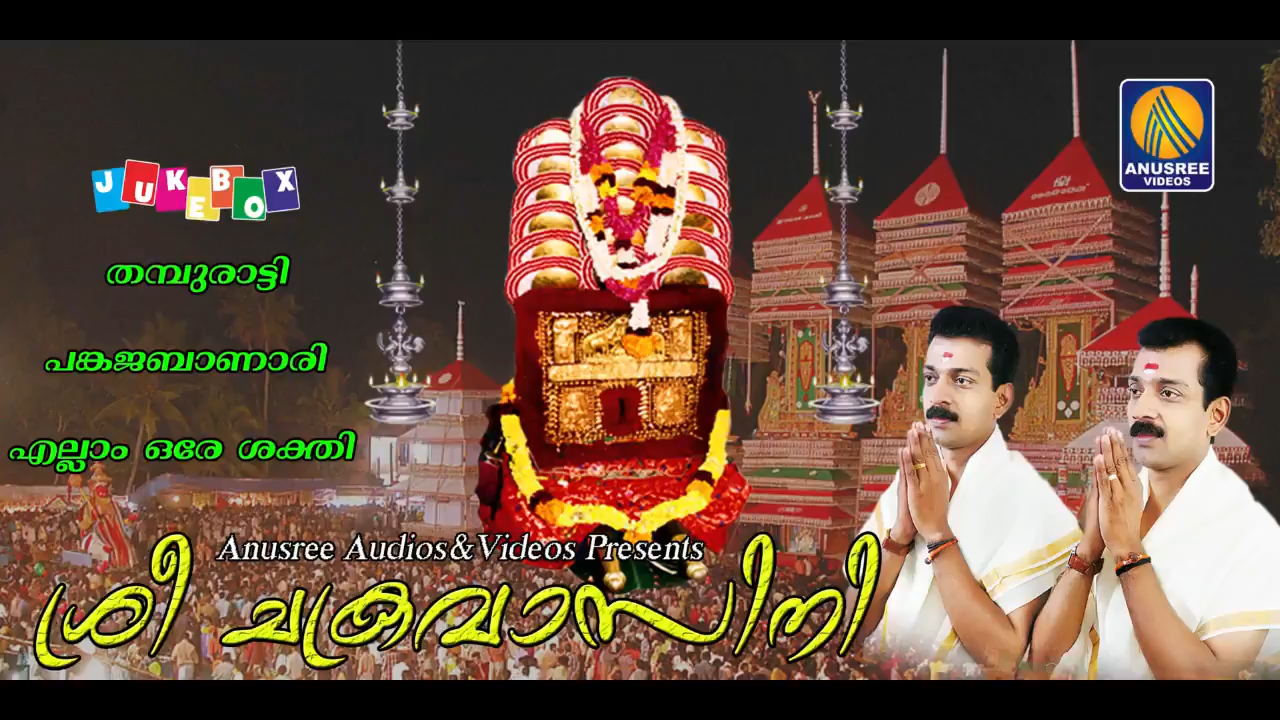 ANUSREE
VIDEOS
JUKEBOX
തമ്പുരാട്ടി
പങ്കജബാണാരി
എല്ലാം ഒരേ ശക്തി
Anusree Audios&Videos Presents
ശ്രീ ചക്രവാസിനി